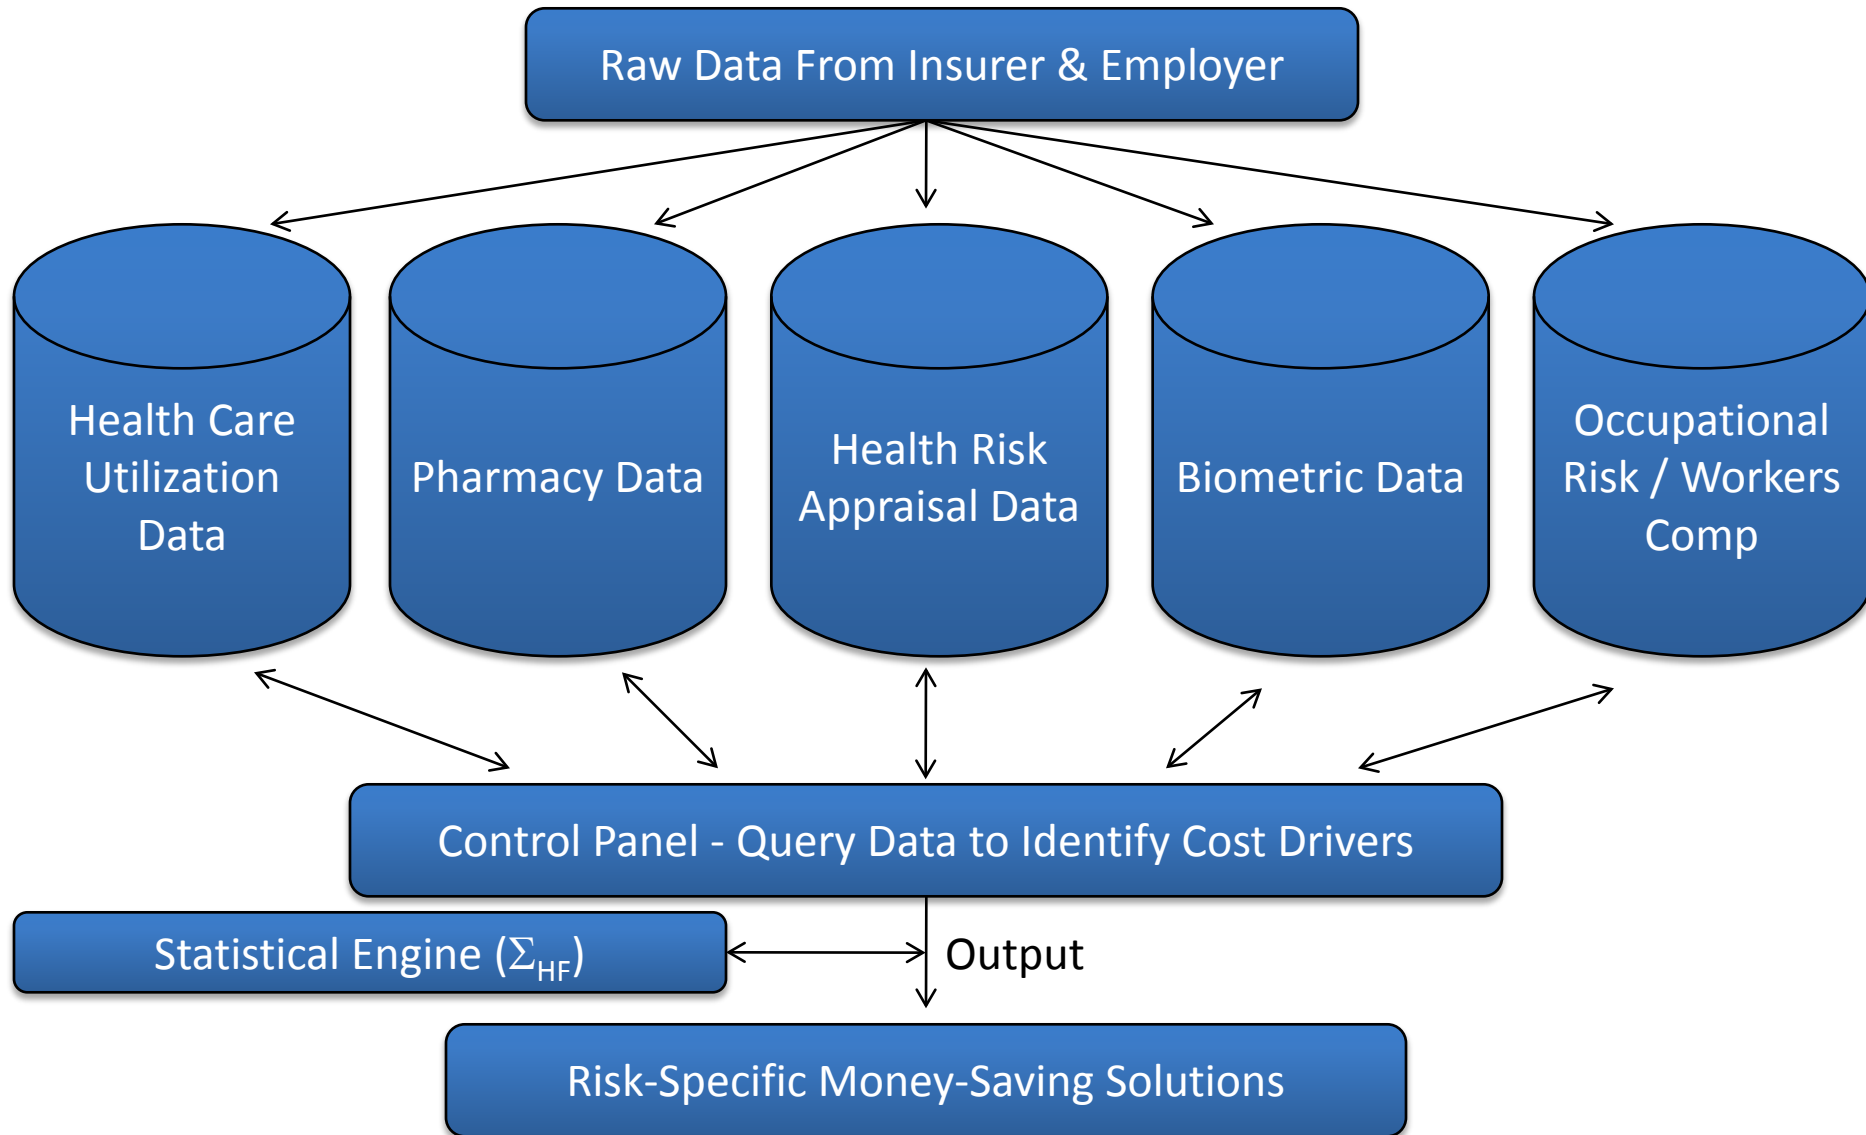 Raw Data From Insurer & Employer
Health Care
Utilization
Data
Pharmacy Data
Health Risk
Appraisal Data
Biometric Data
Occupational
Risk / Workers
Comp
Control Panel - Query Data to Identify Cost Drivers
Statistical Engine (Σ_HF)
Output
Risk-Specific Money-Saving Solutions